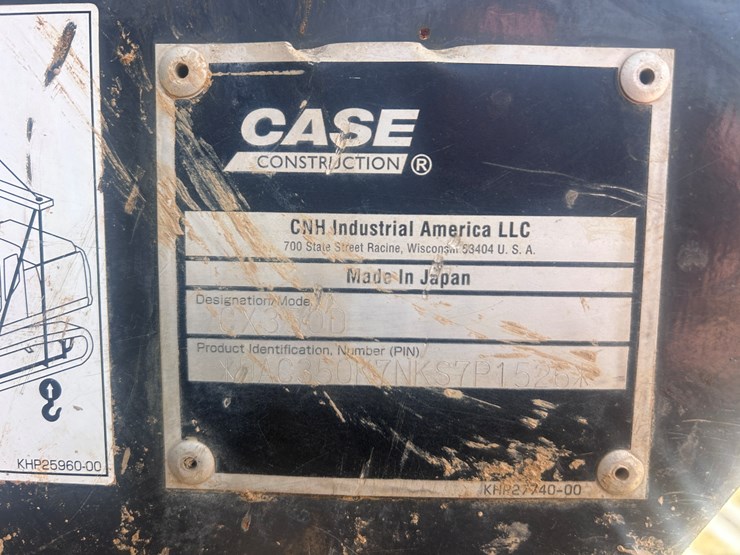 CASE
CONSTRUCTION ®
CNH Industrial America LLC
700 State Street Racine, Wisconsin 53404 U. S. A.
Made In Japan
Designation/Model
Product Identification Number (PIN)
KHP25960-00
KHP27740-00